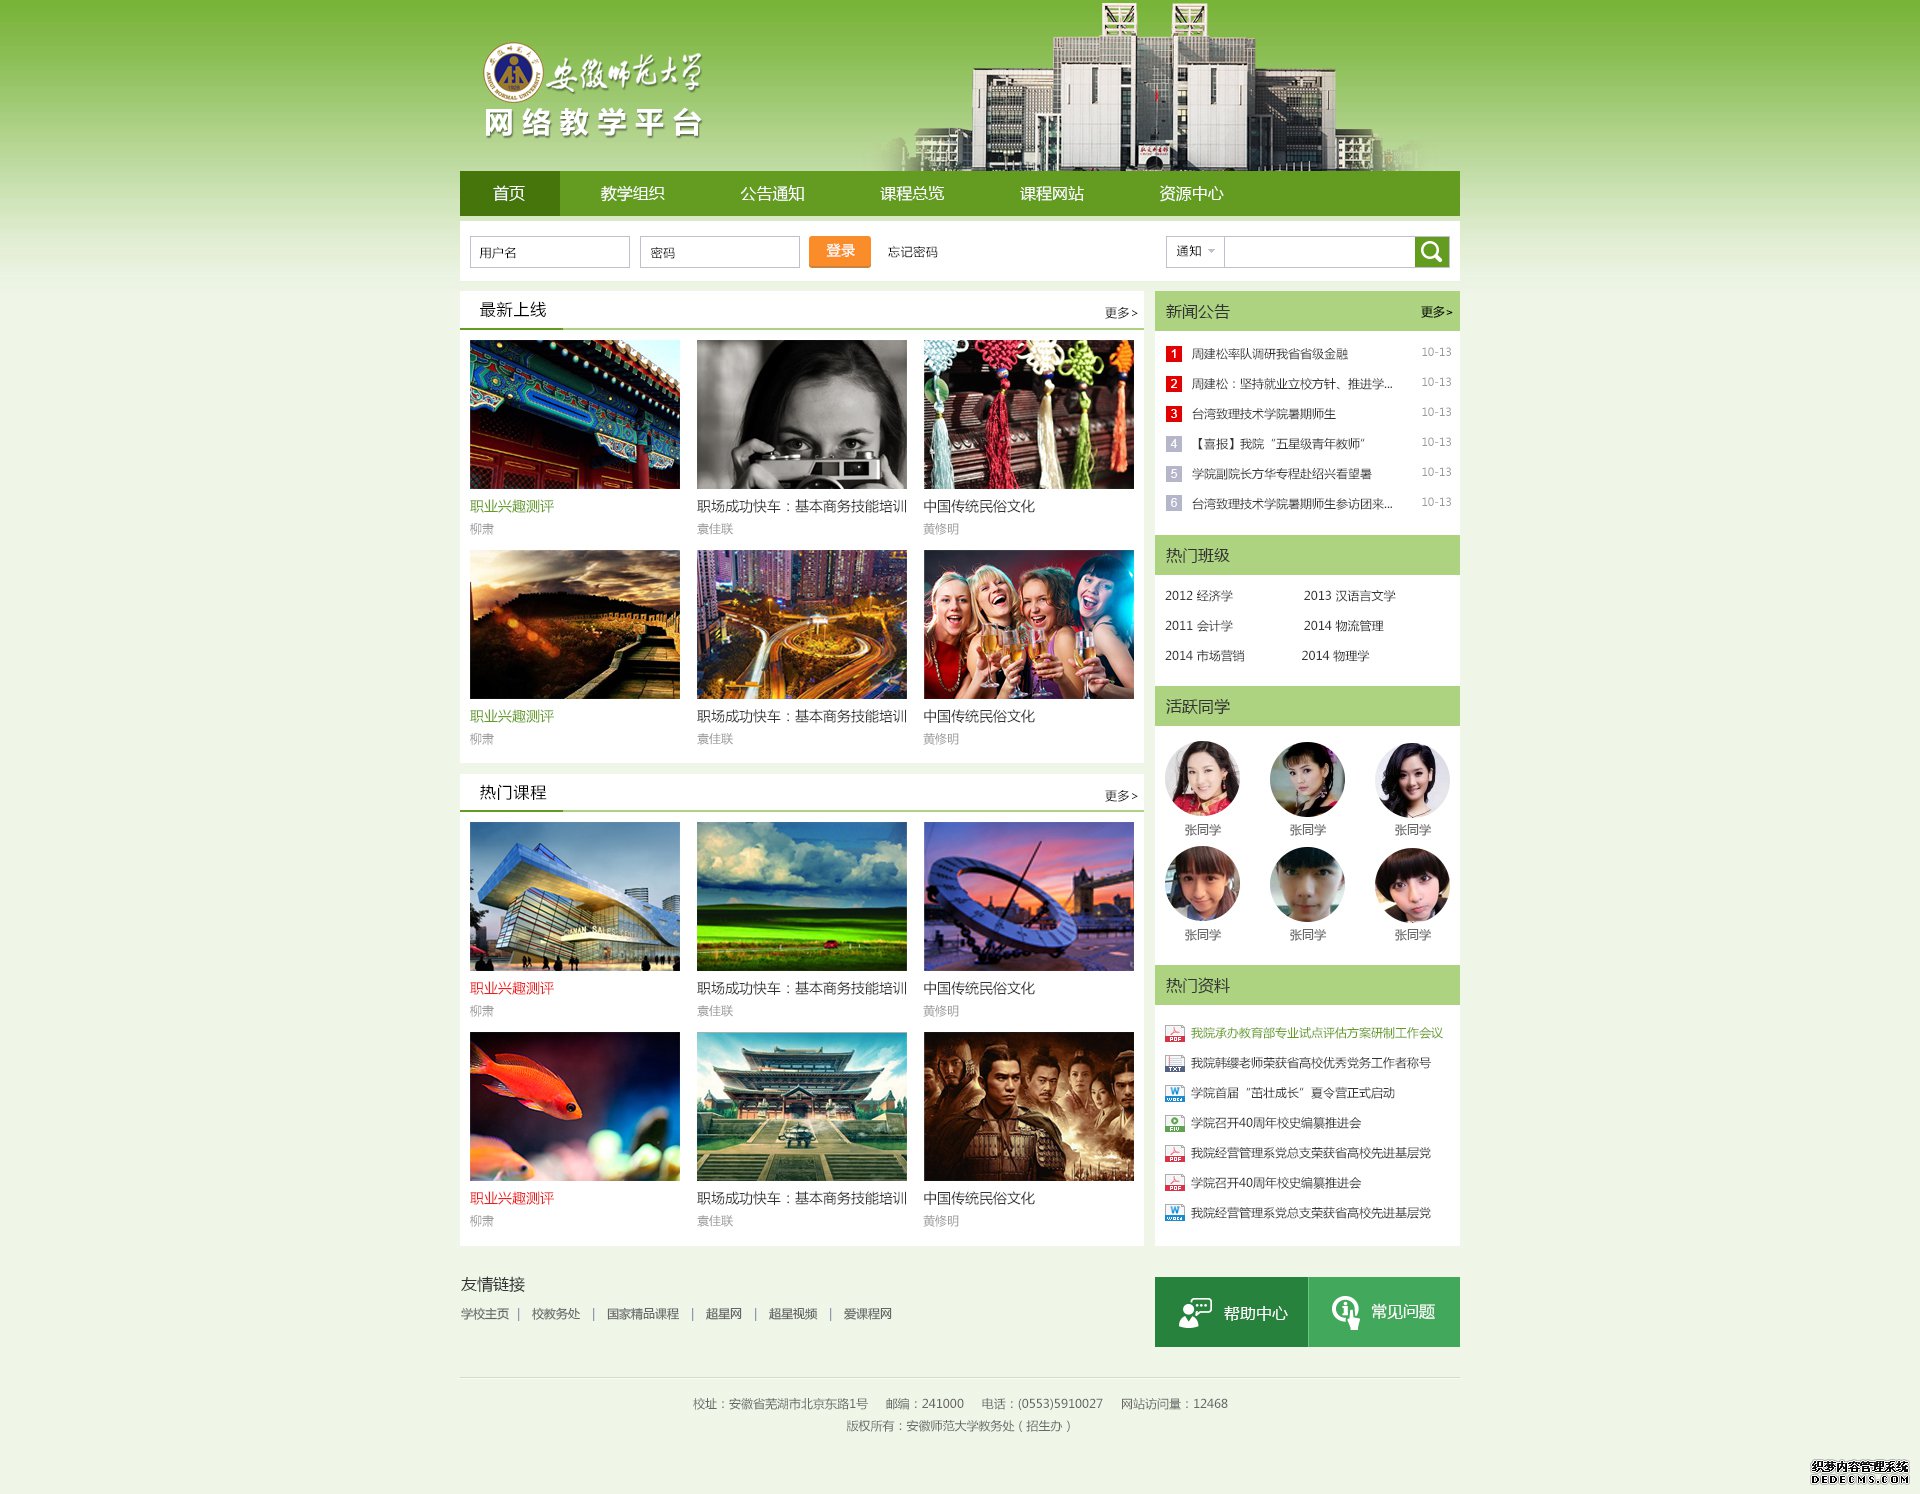 安徽师范大学
网络教学平台
首页 教学组织 公告通知 课程总览 课程网站 资源中心
用户名 密码 登录 忘记密码 通知
最新上线 更多>
职业兴趣测评 职场成功快车：基本商务技能培训 中国传统民俗文化
柳肃 袁佳联 黄修明
职业兴趣测评 职场成功快车：基本商务技能培训 中国传统民俗文化
柳肃 袁佳联 黄修明
热门课程 更多>
职业兴趣测评 职场成功快车：基本商务技能培训 中国传统民俗文化
柳肃 袁佳联 黄修明
职业兴趣测评 职场成功快车：基本商务技能培训 中国传统民俗文化
柳肃 袁佳联 黄修明
新闻公告 更多>
1 周建松率队调研我省省级金融 10-13
2 周建松：坚持就业立校方针、推进学... 10-13
3 台湾致理技术学院暑期师生 10-13
4 【喜报】我院“五星级青年教师” 10-13
5 学院副院长方华专程赴绍兴看望暑 10-13
6 台湾致理技术学院暑期师生参访团来... 10-13
热门班级
2012 经济学 2013 汉语言文学
2011 会计学 2014 物流管理
2014 市场营销 2014 物理学
活跃同学
张同学 张同学 张同学
张同学 张同学 张同学
热门资料
PDF 我院承办教育部专业试点评估方案研制工作会议
TXT 我院韩缨老师荣获省高校优秀党务工作者称号
W 学院首届“茁壮成长”夏令营正式启动
学院召开40周年校史编纂推进会
PDF 我院经营管理系党总支荣获省高校先进基层党
PDF 学院召开40周年校史编纂推进会
W 我院经营管理系党总支荣获省高校先进基层党
友情链接
学校主页 | 校教务处 | 国家精品课程 | 超星网 | 超星视频 | 爱课程网
帮助中心 常见问题
校址：安徽省芜湖市北京东路1号 邮编：241000 电话：(0553)5910027 网站访问量：12468
版权所有：安徽师范大学教务处（招生办）
织梦内容管理系统
DEDECMS.COM